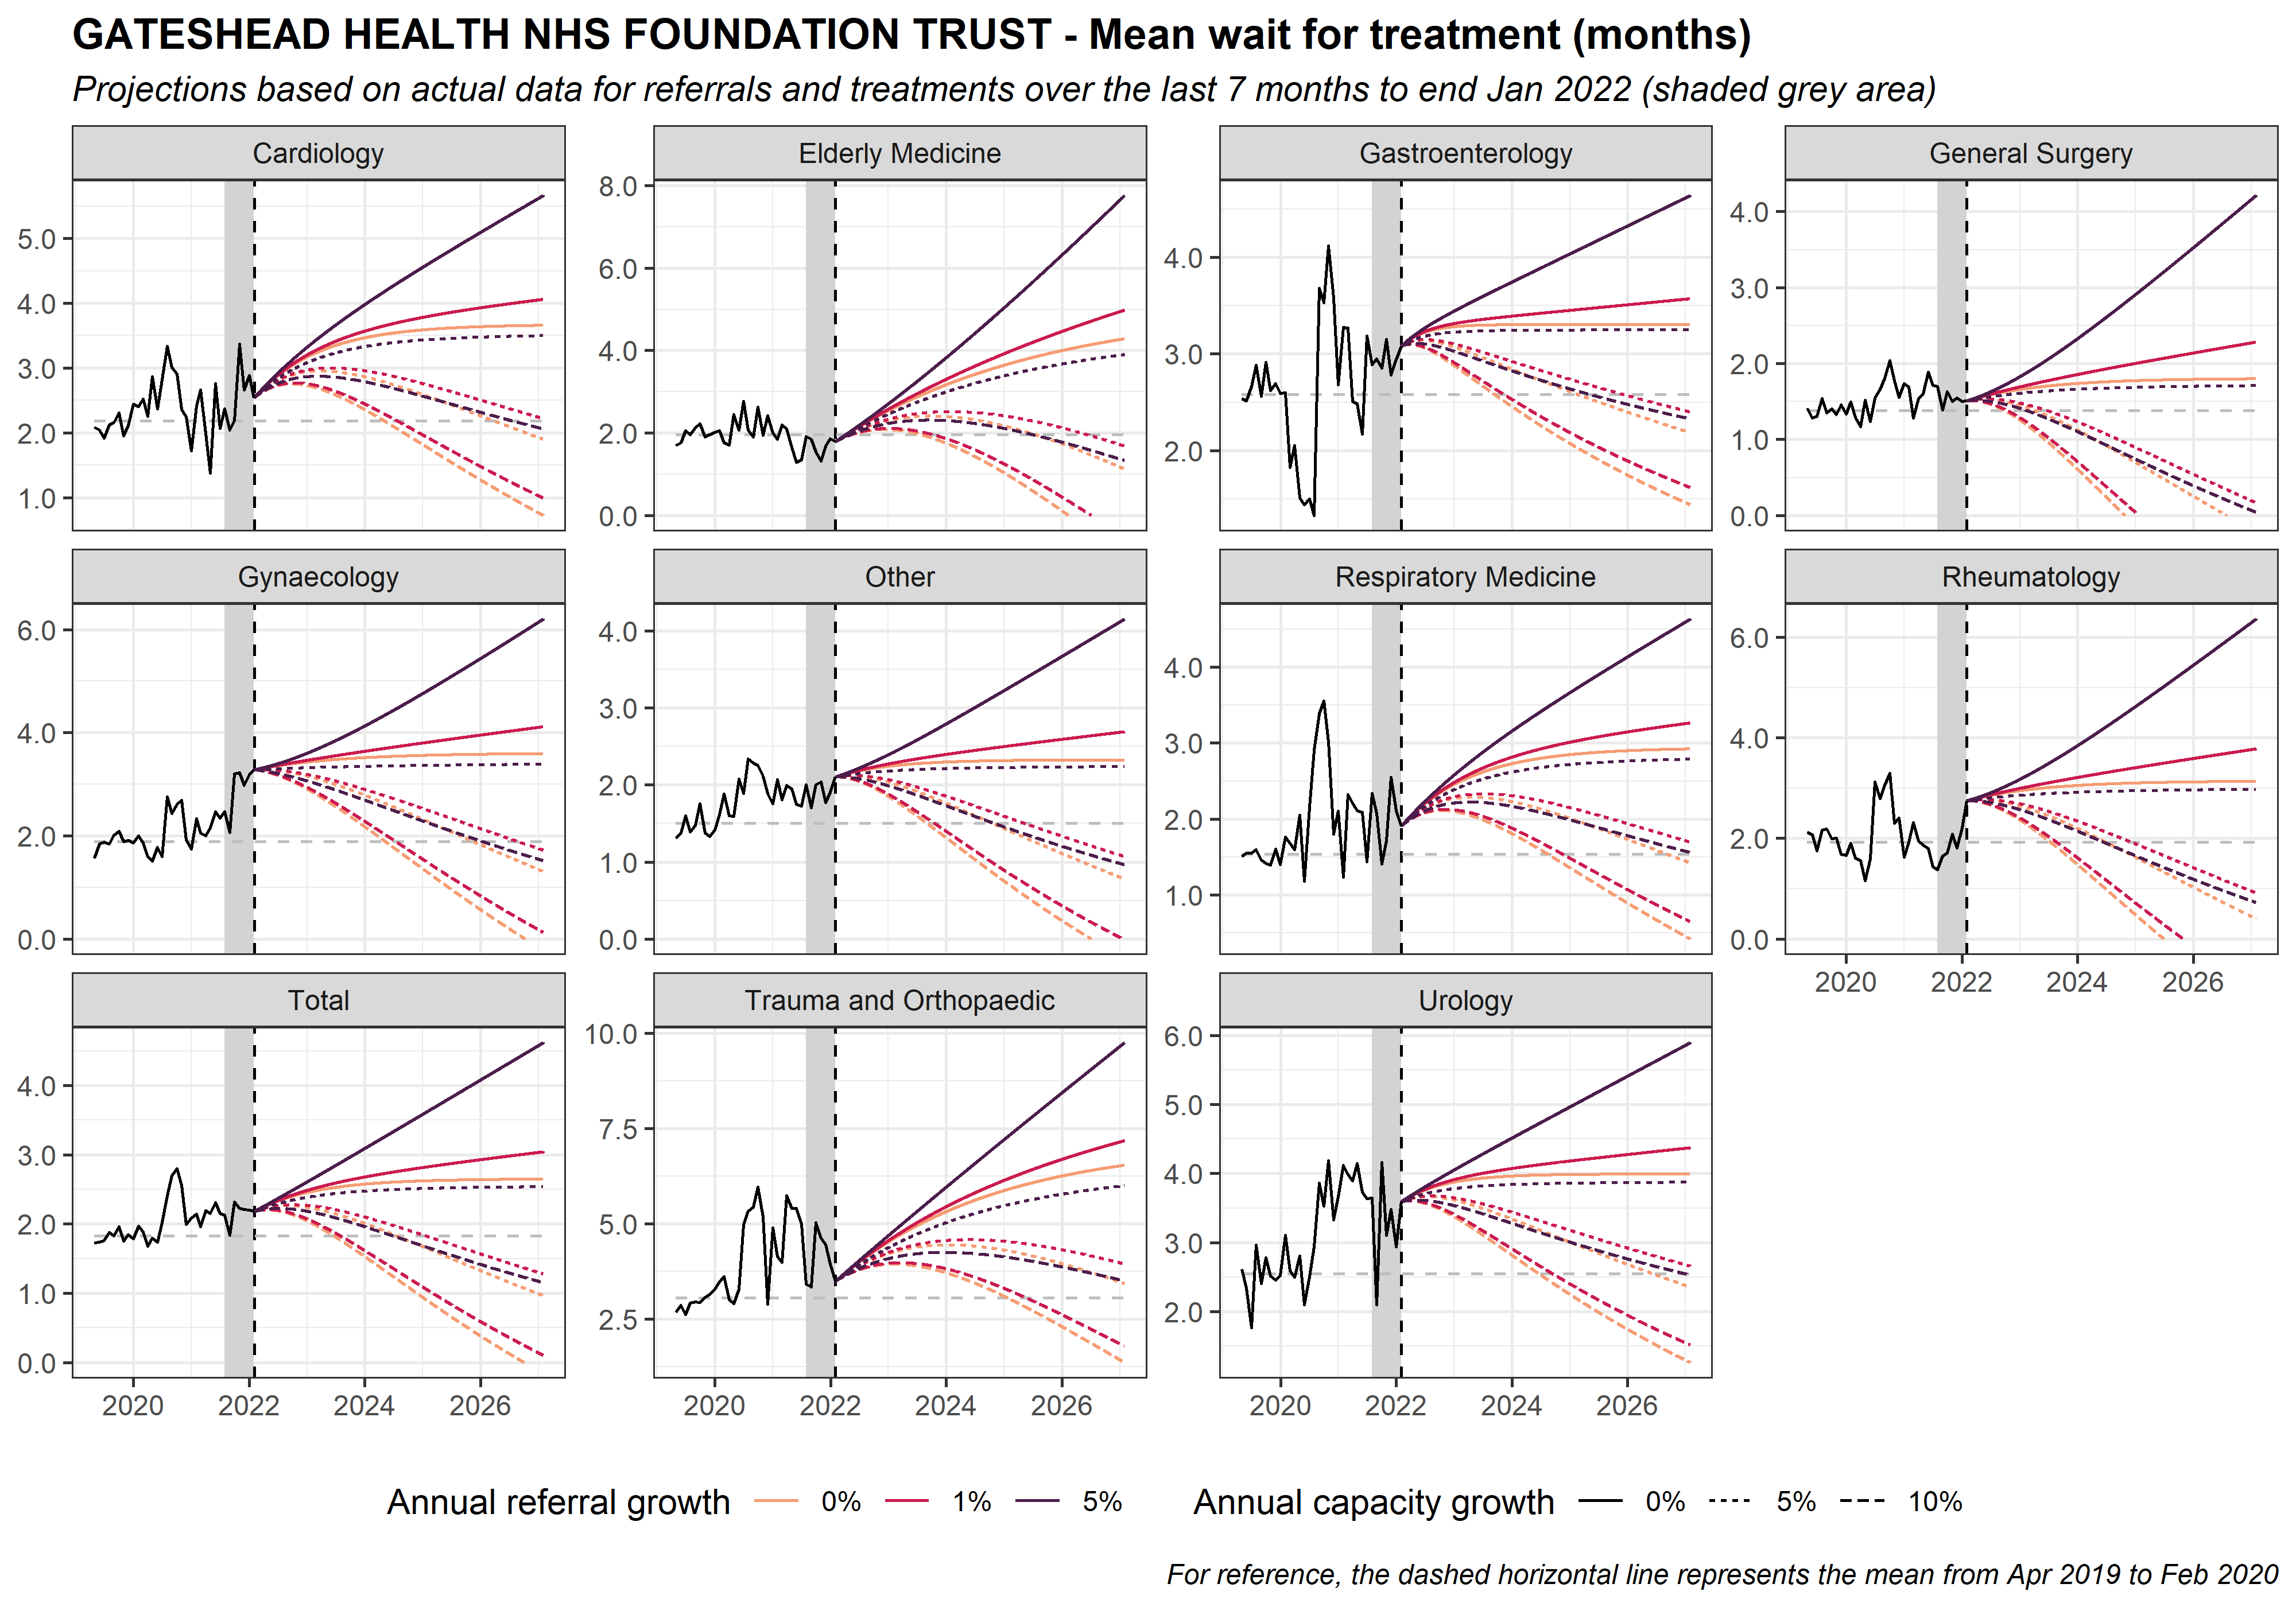 GATESHEAD HEALTH NHS FOUNDATION TRUST - Mean wait for treatment (months)
Projections based on actual data for referrals and treatments over the last 7 months to end Jan 2022 (shaded grey area)
Cardiology
Elderly Medicine
Gastroenterology
General Surgery
5.0
4.0
3.0
2.0
1.0
8.0
6.0
4.0
2.0
0.0
4.0
3.0
2.0
4.0
3.0
2.0
1.0
0.0
Gynaecology
Other
Respiratory Medicine
Rheumatology
6.0
4.0
2.0
0.0
4.0
3.0
2.0
1.0
0.0
4.0
3.0
2.0
1.0
6.0
4.0
2.0
0.0
2020 2022 2024 2026
Total
Trauma and Orthopaedic
Urology
4.0
3.0
2.0
1.0
0.0
10.0
7.5
5.0
2.5
6.0
5.0
4.0
3.0
2.0
2020 2022 2024 2026
2020 2022 2024 2026
2020 2022 2024 2026
Annual referral growth 0% 1% 5%
Annual capacity growth 0% 5% 10%
For reference, the dashed horizontal line represents the mean from Apr 2019 to Feb 2020